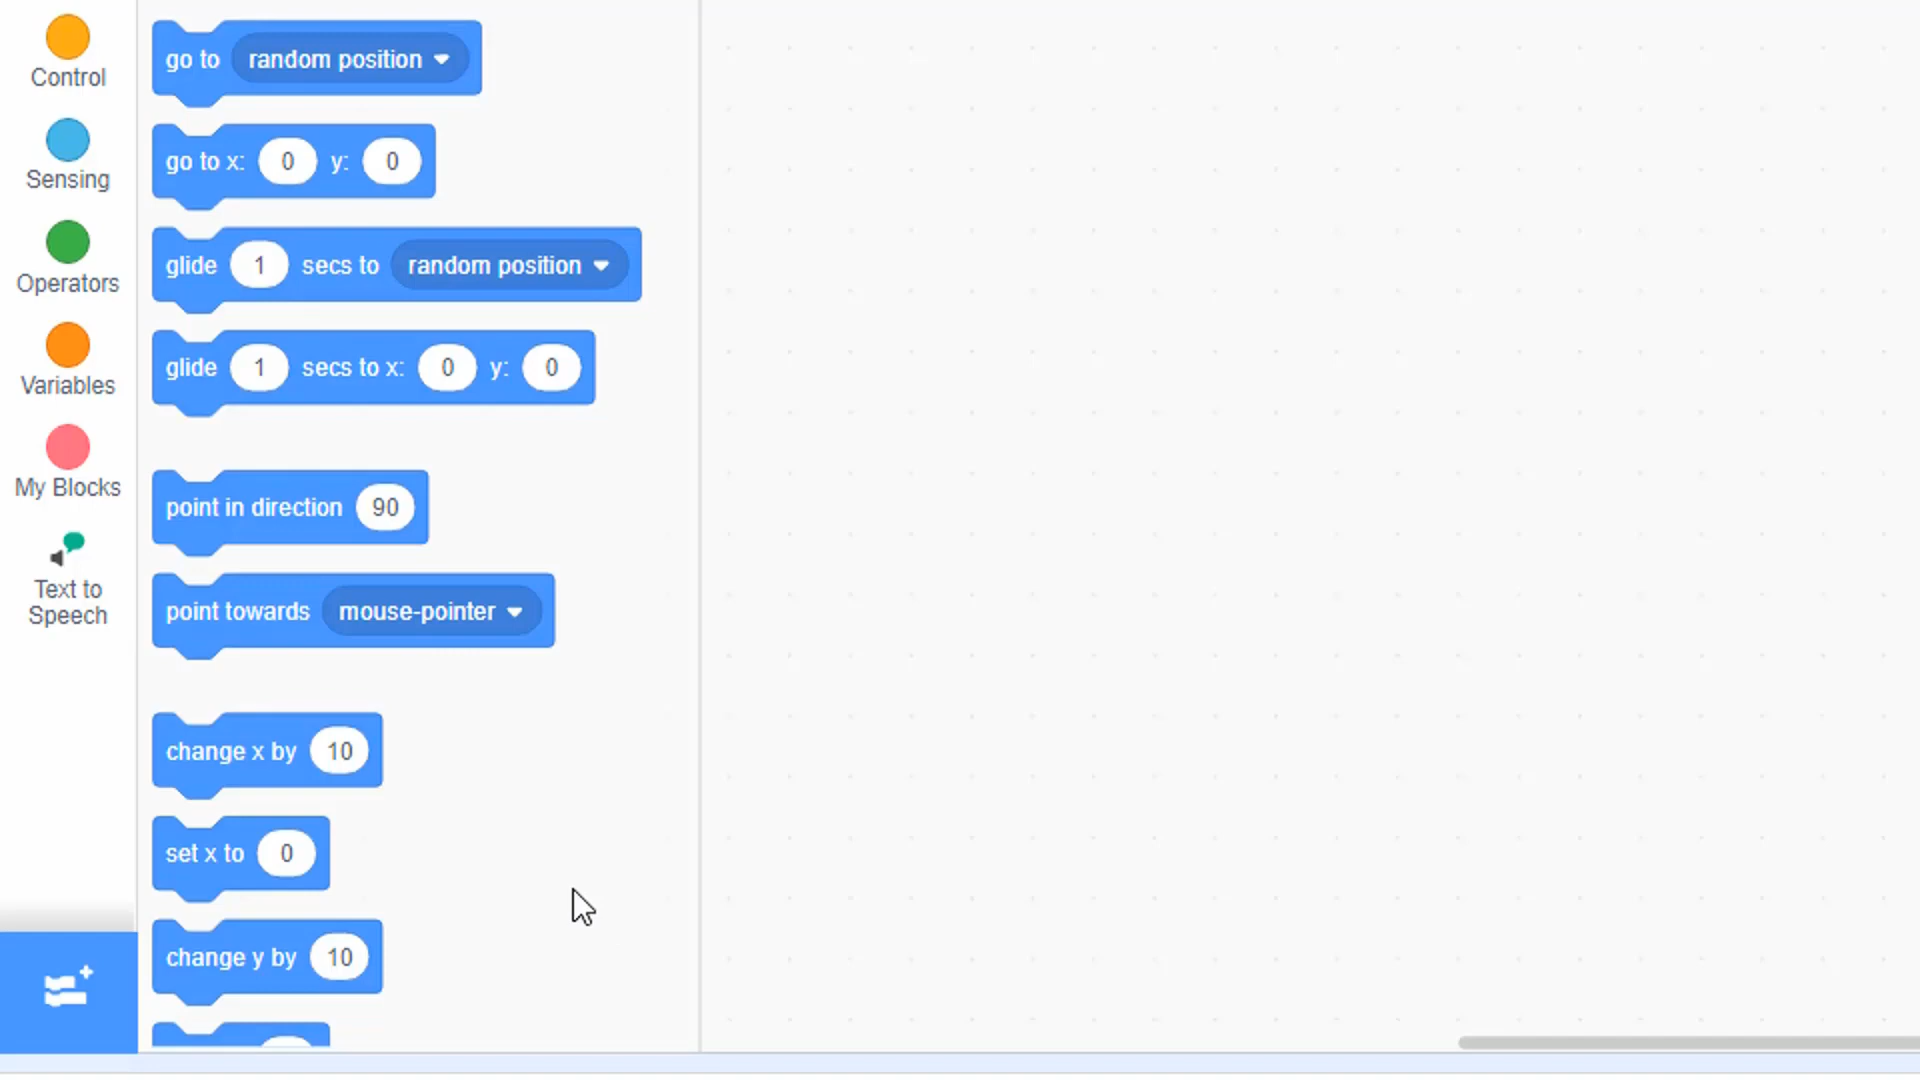 Control
Sensing
Operators
Variables
My Blocks
Text to
Speech
go to random position
go to x: 0 y: 0
glide 1 secs to random position
glide 1 secs to x: 0 y: 0
point in direction 90
point towards mouse-pointer
change x by 10
set x to 0
change y by 10